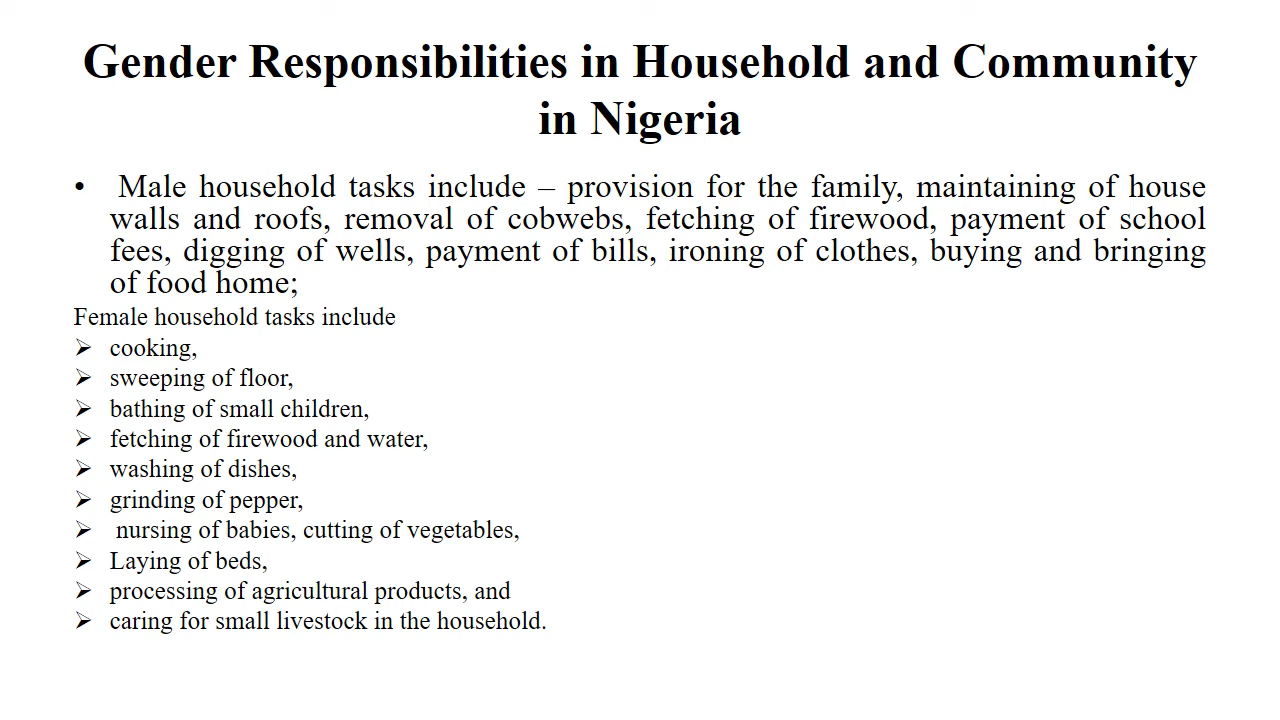 Gender Responsibilities in Household and Community
in Nigeria
• Male household tasks include – provision for the family, maintaining of house
walls and roofs, removal of cobwebs, fetching of firewood, payment of school
fees, digging of wells, payment of bills, ironing of clothes, buying and bringing
of food home;
Female household tasks include
➢ cooking,
➢ sweeping of floor,
➢ bathing of small children,
➢ fetching of firewood and water,
➢ washing of dishes,
➢ grinding of pepper,
➢ nursing of babies, cutting of vegetables,
➢ Laying of beds,
➢ processing of agricultural products, and
➢ caring for small livestock in the household.